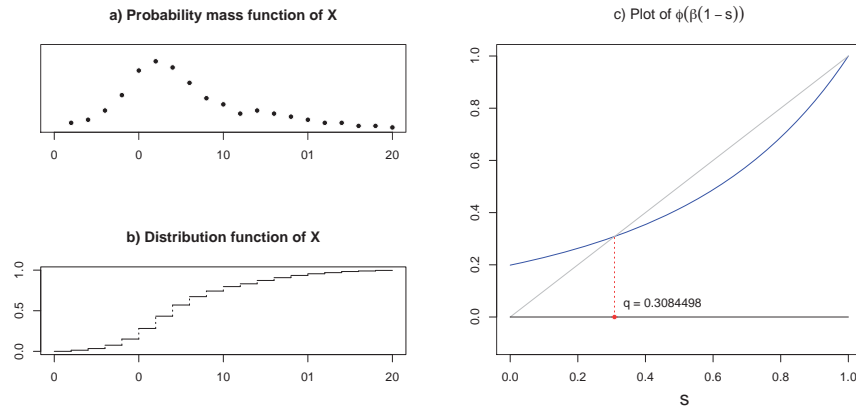 a) Probability mass function of X
0 0 10 01 20
b) Distribution function of X
1.0
0.5
0.0
0 0 10 01 20
c) Plot of ϕ(β(1 − s))
1.0
0.8
0.6
0.4
0.2
0.0
q = 0.3084498
0.0 0.2 0.4 0.6 0.8 1.0
S